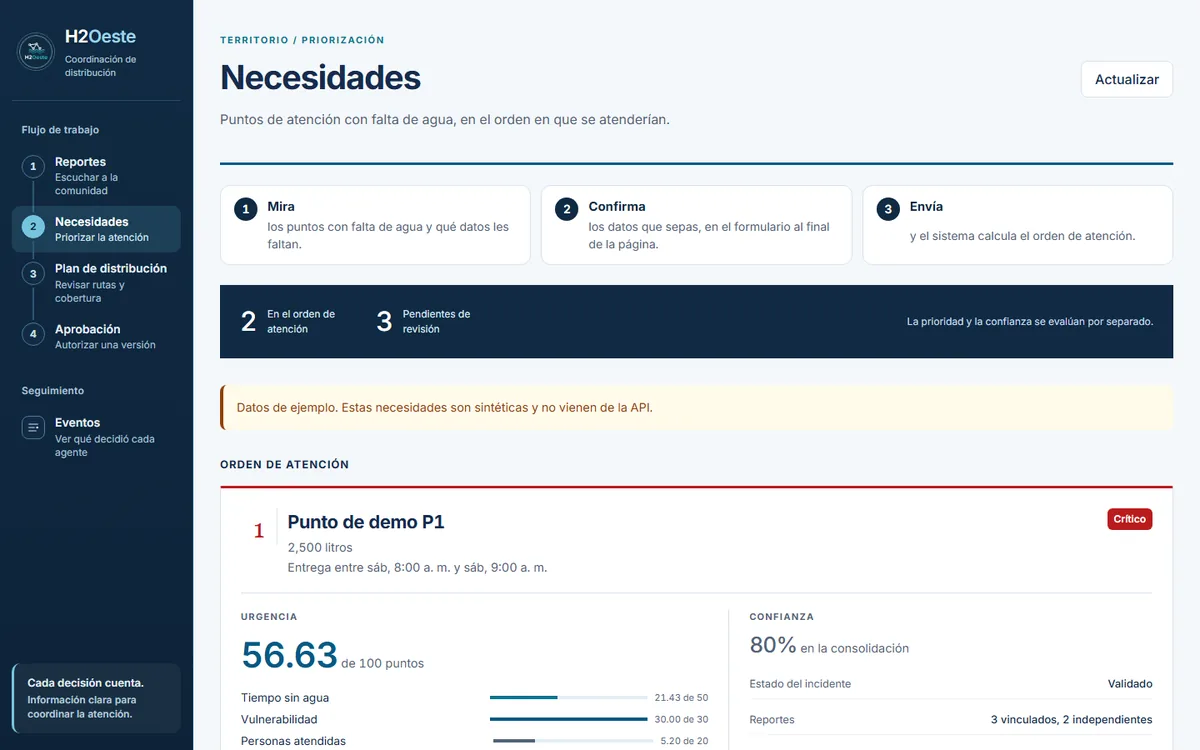 H2Oeste
H2Oeste
Coordinación de
distribución
Flujo de trabajo
1
Reportes
Escuchar a la
comunidad
2
Necesidades
Priorizar la atención
3
Plan de distribución
Revisar rutas y
cobertura
4
Aprobación
Autorizar una versión
Seguimiento
Eventos
Ver qué decidió cada
agente
Cada decisión cuenta.
Información clara para
coordinar la atención.
TERRITORIO / PRIORIZACIÓN
Necesidades
Actualizar
Puntos de atención con falta de agua, en el orden en que se atenderían.
1 Mira
los puntos con falta de agua y qué datos les
faltan.
2 Confirma
los datos que sepas, en el formulario al final
de la página.
3 Envía
y el sistema calcula el orden de atención.
2 En el orden de
atención
3 Pendientes de
revisión
La prioridad y la confianza se evalúan por separado.
Datos de ejemplo. Estas necesidades son sintéticas y no vienen de la API.
ORDEN DE ATENCIÓN
1 Punto de demo P1
Crítico
2,500 litros
Entrega entre sáb, 8:00 a. m. y sáb, 9:00 a. m.
URGENCIA
56.63 de 100 puntos
Tiempo sin agua 21.43 de 50
Vulnerabilidad 30.00 de 30
Personas atendidas 5.20 de 20
CONFIANZA
80% en la consolidación
Estado del incidente Validado
Reportes 3 vinculados, 2 independientes